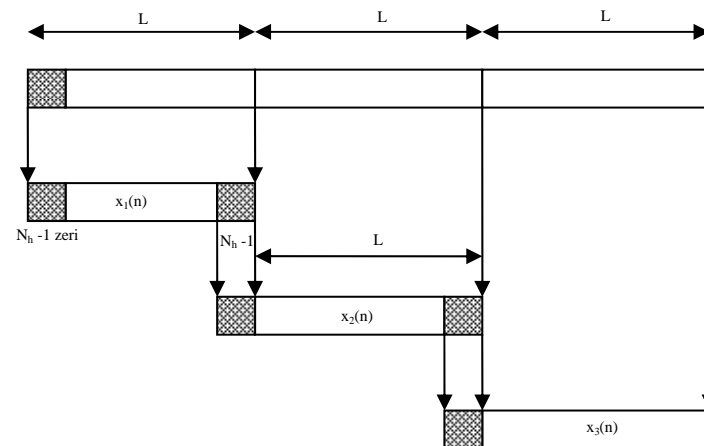 L L L
x₁(n)
Nₕ -1 zeri Nₕ -1
L
x₂(n)
x₃(n)